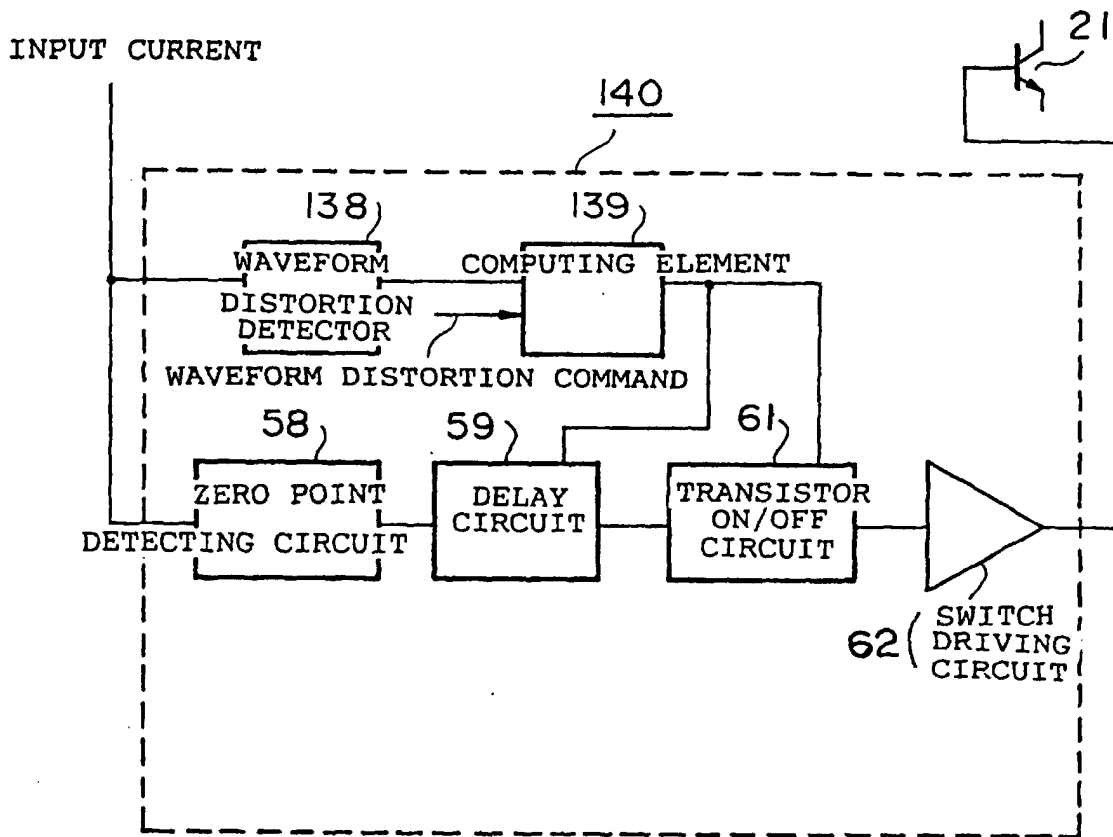 INPUT CURRENT
21
140
138
139
WAVEFORM
DISTORTION
DETECTOR
COMPUTING ELEMENT
WAVEFORM DISTORTION COMMAND
58
59
61
ZERO POINT
DETECTING CIRCUIT
DELAY
CIRCUIT
TRANSISTOR
ON/OFF
CIRCUIT
62
SWITCH
DRIVING
CIRCUIT